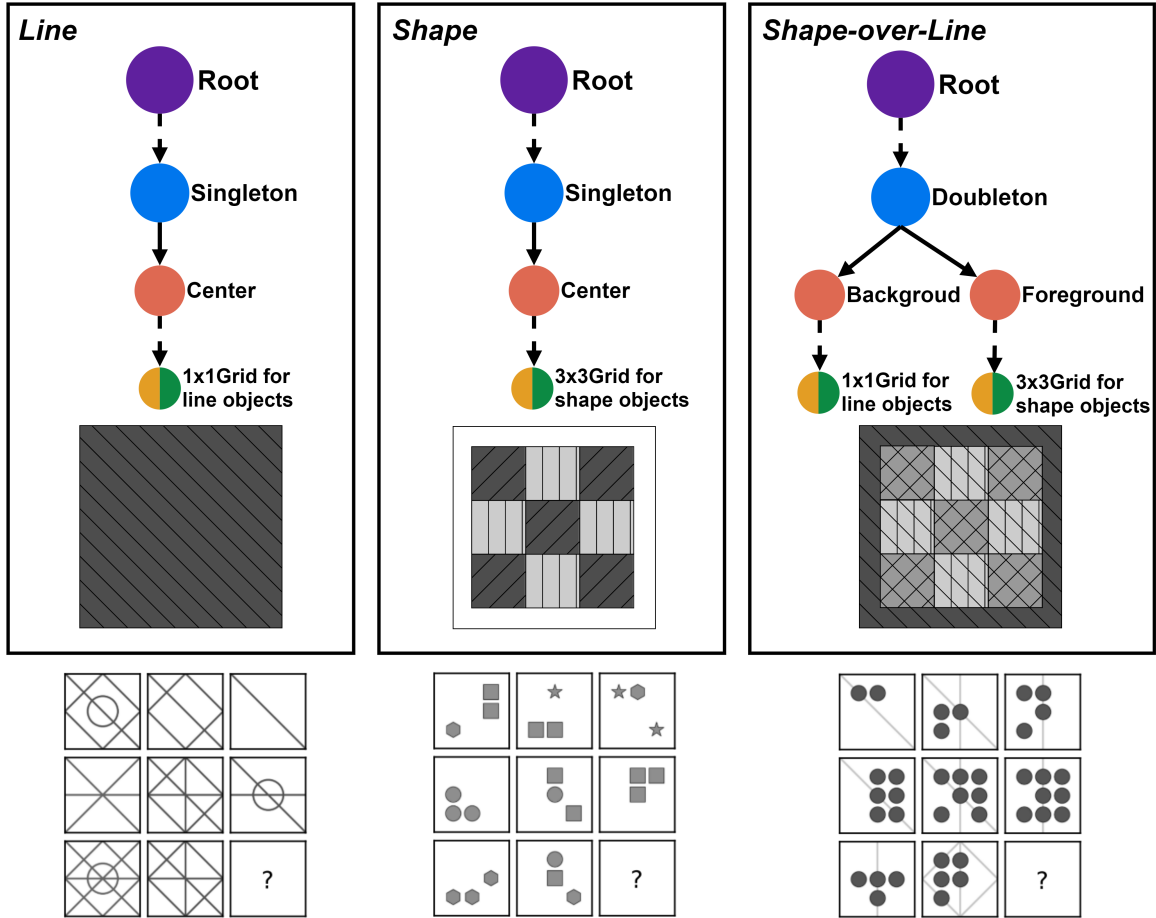 Line
Root
Singleton
Center
1x1Grid for
line objects
Shape
Root
Singleton
Center
3x3Grid for
shape objects
Shape-over-Line
Root
Doubleton
Backgroud
Foreground
1x1Grid for
line objects
3x3Grid for
shape objects
?
?
?